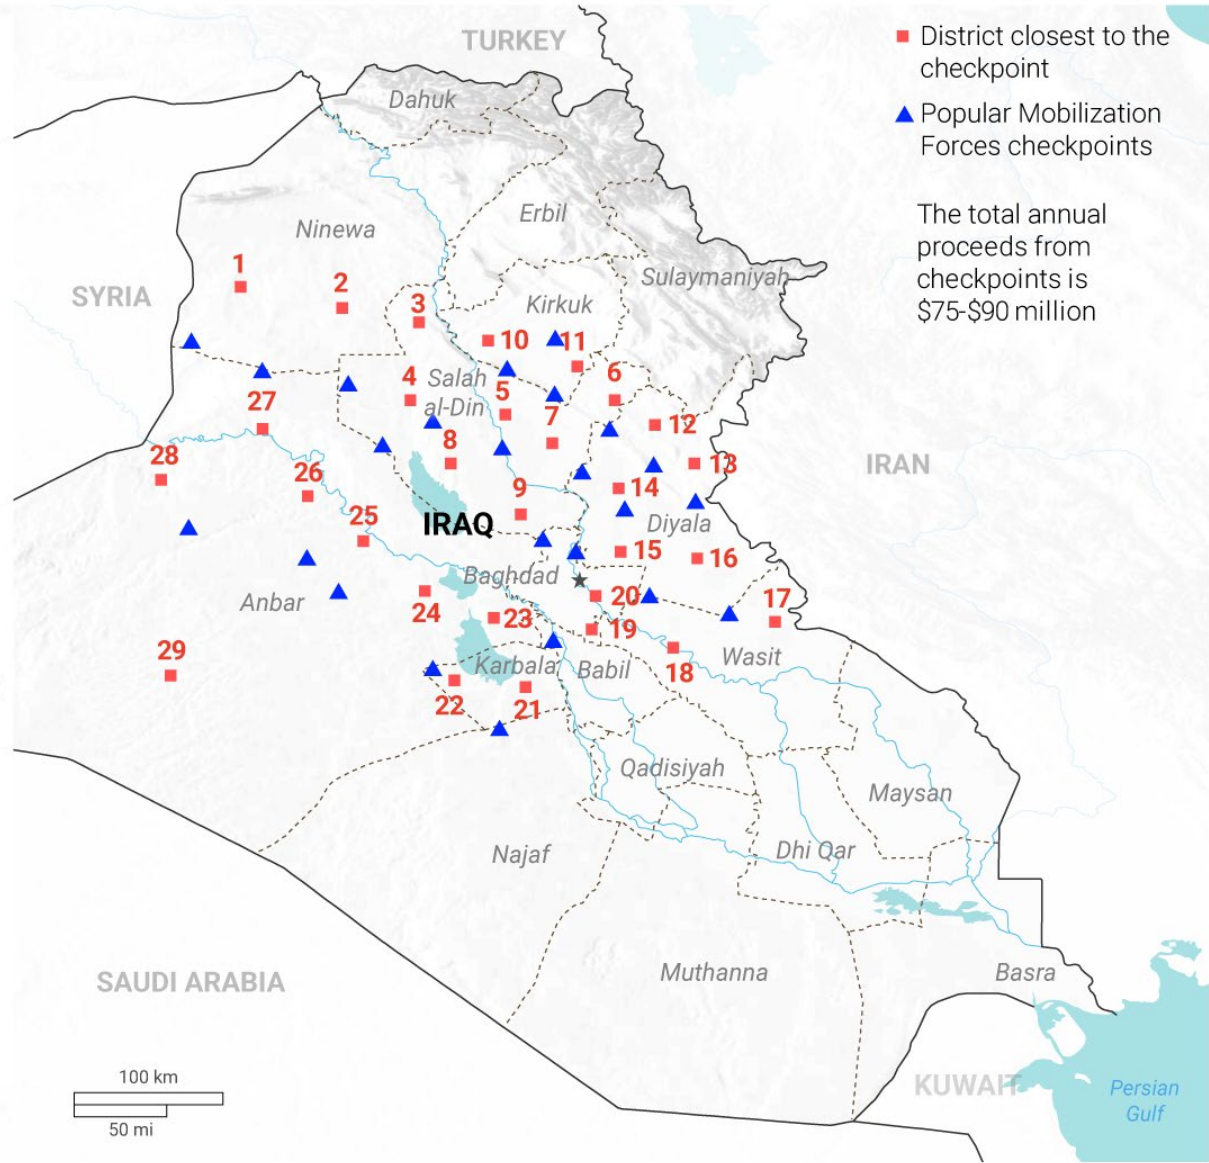 TURKEY
District closest to the
checkpoint
Popular Mobilization
Forces checkpoints
The total annual
proceeds from
checkpoints is
$75-$90 million
Dahuk
Ninewa
Erbil
SYRIA
1
2
3
Kirkuk
Sulaymaniyah
10
11
4
Salah
al-Din
5
6
27
7
12
8
28
26
13
IRAN
9
14
25
IRAQ
Diyala
15
16
Baghdad
Anbar
24
23
20
17
19
29
Karbala
Babil
18
Wasit
22
21
Qadisiyah
Maysan
Najaf
Dhi Qar
SAUDI ARABIA
Muthanna
Basra
100 km
50 mi
KUWAIT
Persian
Gulf